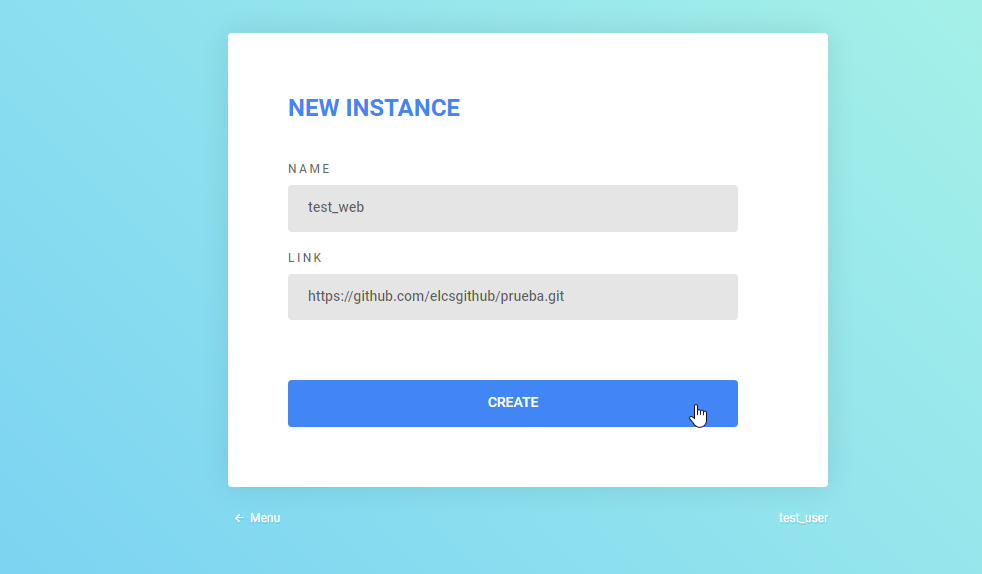 NEW INSTANCE
NAME
test_web
LINK
https://github.com/elcsgithub/prueba.git
CREATE
← Menu
test_user